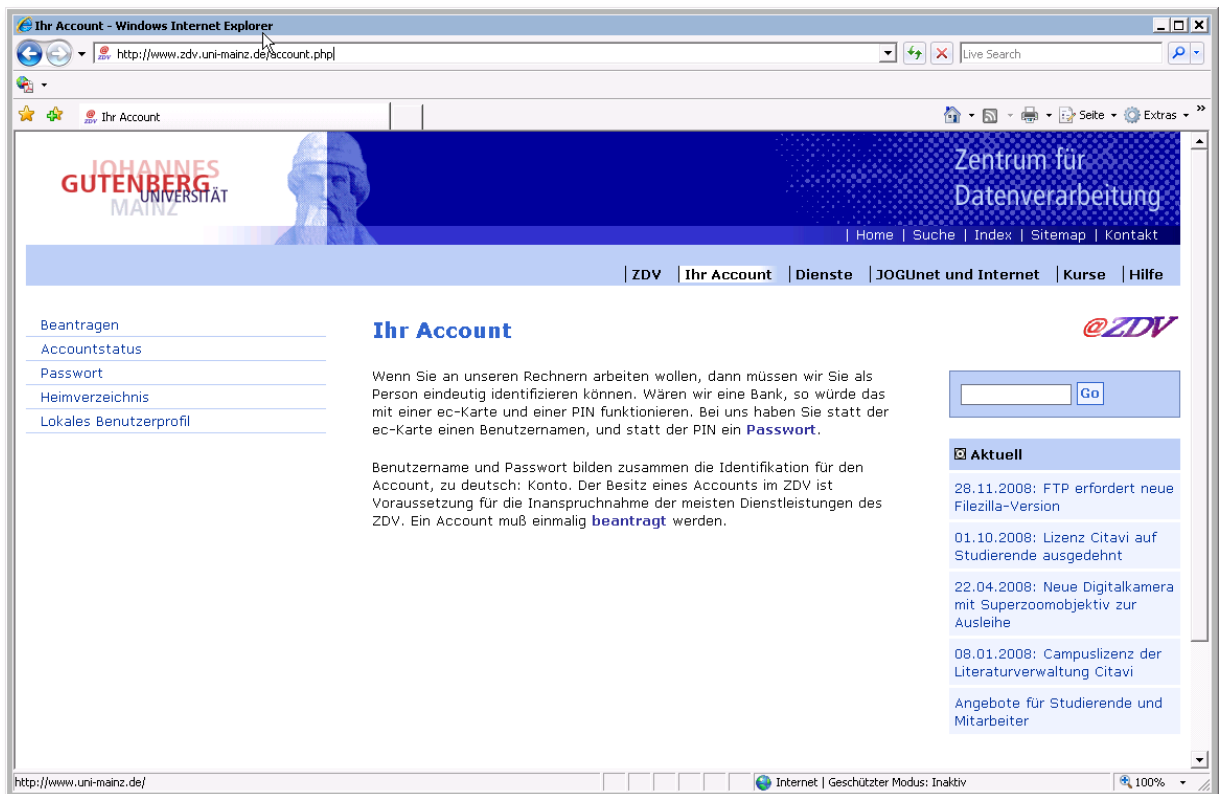 Ihr Account - Windows Internet Explorer
http://www.zdv.uni-mainz.de/account.php
Live Search
Ihr Account
Seite
Extras
JOHANNES
GUTENBERG
UNIVERSITÄT
MAINZ
Zentrum für
Datenverarbeitung
| Home | Suche | Index | Sitemap | Kontakt
| ZDV | Ihr Account | Dienste | JOGUnet und Internet | Kurse | Hilfe
Beantragen
Accountstatus
Passwort
Heimverzeichnis
Lokales Benutzerprofil
Ihr Account
Wenn Sie an unseren Rechnern arbeiten wollen, dann müssen wir Sie als
Person eindeutig identifizieren können. Wären wir eine Bank, so würde das
mit einer ec-Karte und einer PIN funktionieren. Bei uns haben Sie statt der
ec-Karte einen Benutzernamen, und statt der PIN ein Passwort.
Benutzername und Passwort bilden zusammen die Identifikation für den
Account, zu deutsch: Konto. Der Besitz eines Accounts im ZDV ist
Voraussetzung für die Inanspruchnahme der meisten Dienstleistungen des
ZDV. Ein Account muß einmalig beantragt werden.
@ZDV
Go
Aktuell
28.11.2008: FTP erfordert neue
Filezilla-Version
01.10.2008: Lizenz Citavi auf
Studierende ausgedehnt
22.04.2008: Neue Digitalkamera
mit Superzoomobjektiv zur
Ausleihe
08.01.2008: Campuslizenz der
Literaturverwaltung Citavi
Angebote für Studierende und
Mitarbeiter
http://www.uni-mainz.de/
Internet | Geschützter Modus: Inaktiv
100%